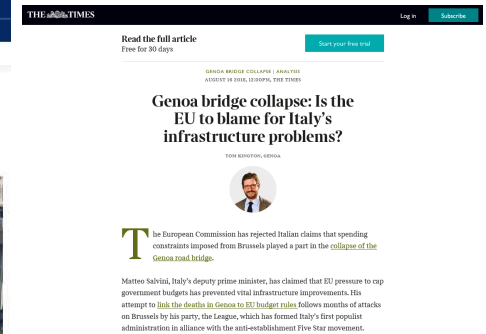 THE TIMES
Log in
Subscribe
Read the full article
Free for 30 days
Start your free trial
GENOA BRIDGE COLLAPSE | ANALYSIS
AUGUST 16 2018, 12:00PM, THE TIMES
Genoa bridge collapse: Is the
EU to blame for Italy's
infrastructure problems?
TOM KINGTON, GENOA
The European Commission has rejected Italian claims that spending
constraints imposed from Brussels played a part in the collapse of the
Genoa road bridge.
Matteo Salvini, Italy's deputy prime minister, has claimed that EU pressure to cap
government budgets has prevented vital infrastructure improvements. His
attempt to link the deaths in Genoa to EU budget rules follows months of attacks
on Brussels by his party, the League, which has formed Italy's first populist
administration in alliance with the anti-establishment Five Star movement.